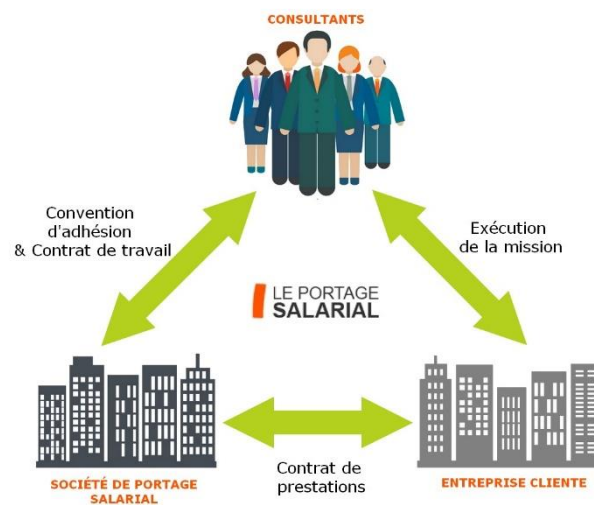 CONSULTANTS
Convention
d'adhésion
& Contrat de travail
Exécution
de la mission
LE PORTAGE
SALARIAL
Contrat de
prestations
SOCIÉTÉ DE PORTAGE
SALARIAL
ENTREPRISE CLIENTE